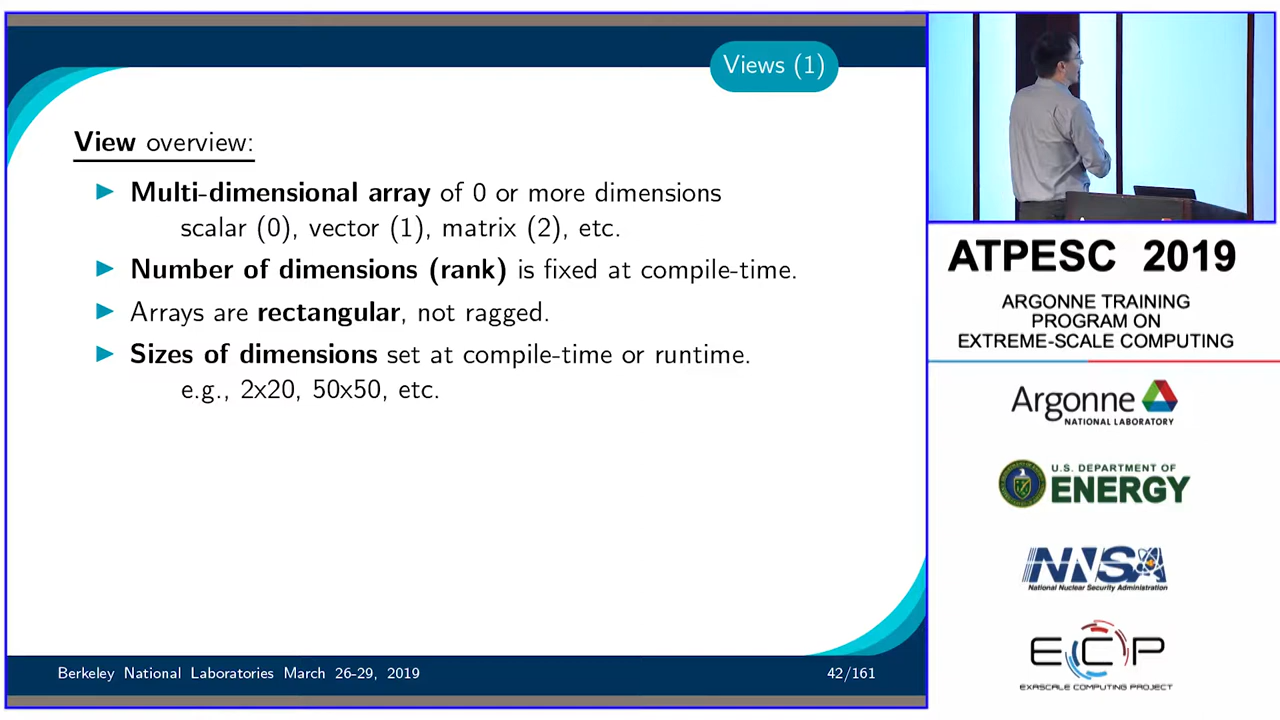 Views (1)
View overview:
Multi-dimensional array of 0 or more dimensions
scalar (0), vector (1), matrix (2), etc.
Number of dimensions (rank) is fixed at compile-time.
Arrays are rectangular, not ragged.
Sizes of dimensions set at compile-time or runtime.
e.g., 2x20, 50x50, etc.
Berkeley National Laboratories March 26-29, 2019
42/161
ATPESC 2019
ARGONNE TRAINING
PROGRAM ON
EXTREME-SCALE COMPUTING
Argonne
NATIONAL LABORATORY
U.S. DEPARTMENT OF
ENERGY
NNSA
National Nuclear Security Administration
ECP
EXASCALE COMPUTING PROJECT